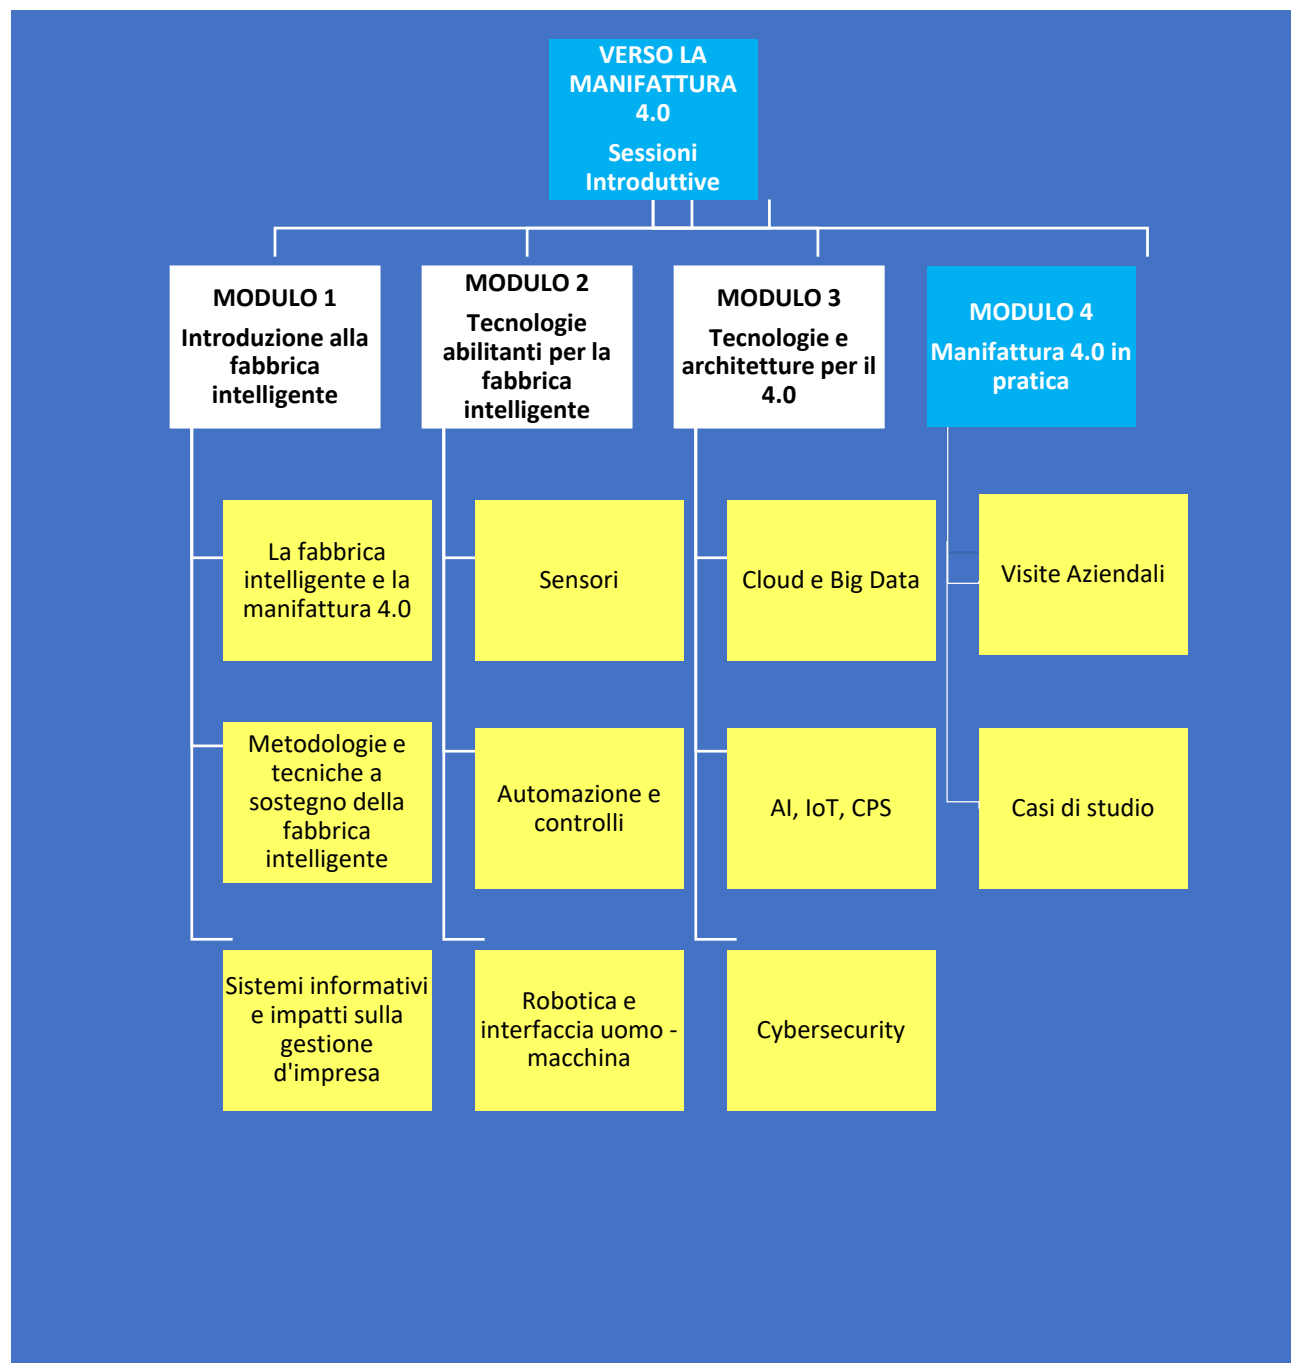 VERSO LA
MANIFATTURA
4.0
Sessioni
Introduttive
MODULO 1
Introduzione alla
fabbrica
intelligente
MODULO 2
Tecnologie
abilitanti per la
fabbrica
intelligente
MODULO 3
Tecnologie e
architetture per il
4.0
MODULO 4
Manifattura 4.0 in
pratica
La fabbrica
intelligente e la
manifattura 4.0
Sensori
Cloud e Big Data
Visite Aziendali
Metodologie e
tecniche a
sostegno della
fabbrica
intelligente
Automazione e
controlli
AI, IoT, CPS
Casi di studio
Sistemi informativi
e impatti sulla
gestione
d'impresa
Robotica e
interfaccia uomo -
macchina
Cybersecurity